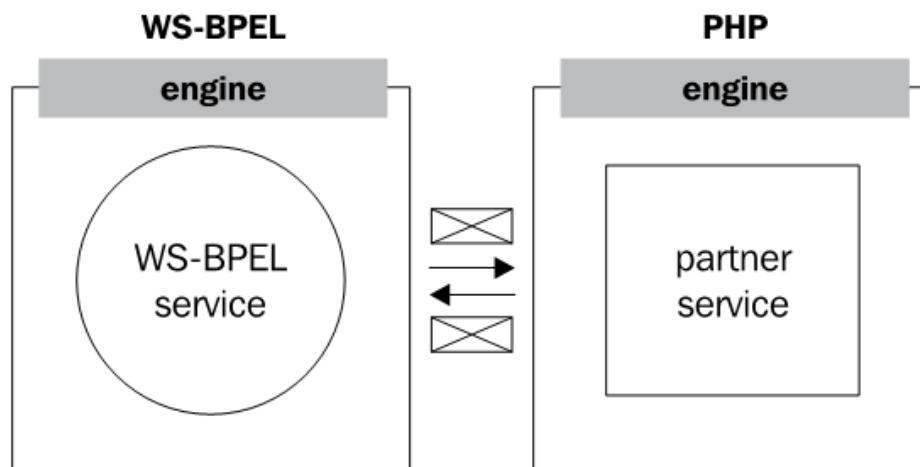 WS-BPEL
engine
WS-BPEL
service
PHP
engine
partner
service